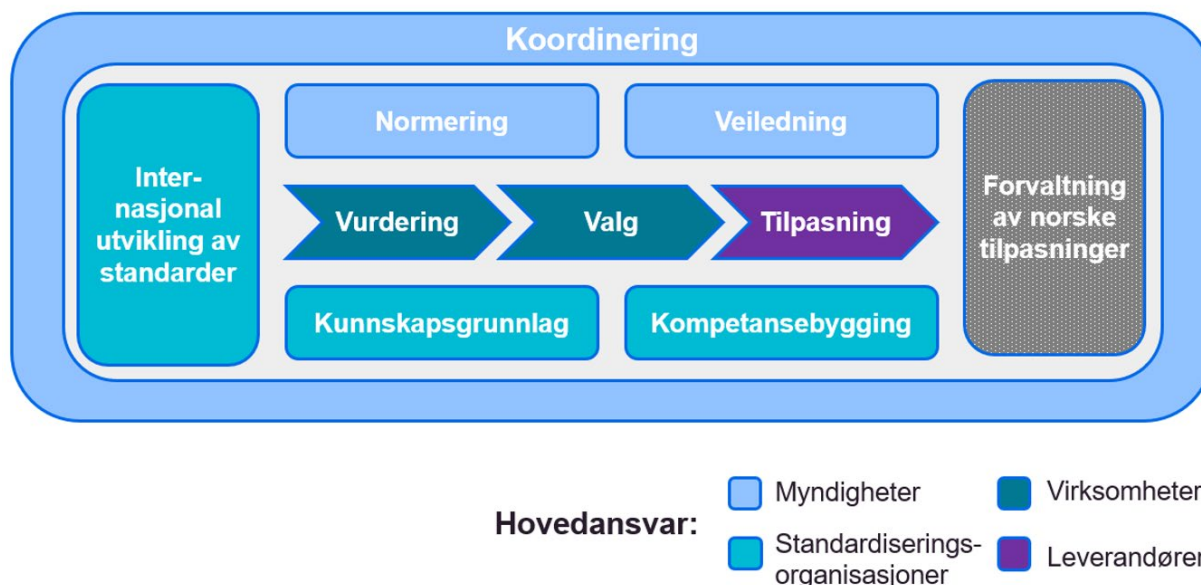 Koordinering
Inter-
nasjonal
utvikling av
standarder
Normering
Veiledning
Vurdering
Valg
Tilpasning
Kunnskapsgrunnlag
Kompetansebygging
Forvaltning
av norske
tilpasninger
Hovedansvar:
Myndigheter
Virksomheter
Standardiserings-
organisasjoner
Leverandører